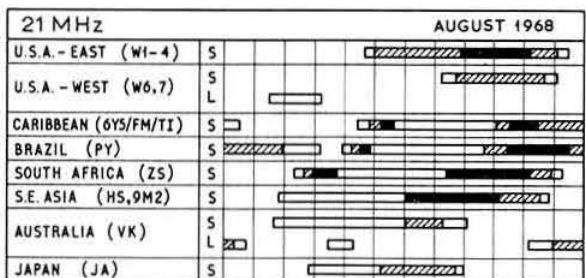 21 MHz AUGUST 1968
U.S.A.-EAST (W1-4) S
U.S.A.-WEST (W6,7) S
L
CARIBBEAN (6Y5/FM/TI) S
BRAZIL (PY) S
SOUTH AFRICA (ZS) S
S.E. ASIA (HS,9M2) S
AUSTRALIA (VK) S
L
JAPAN (JA) S